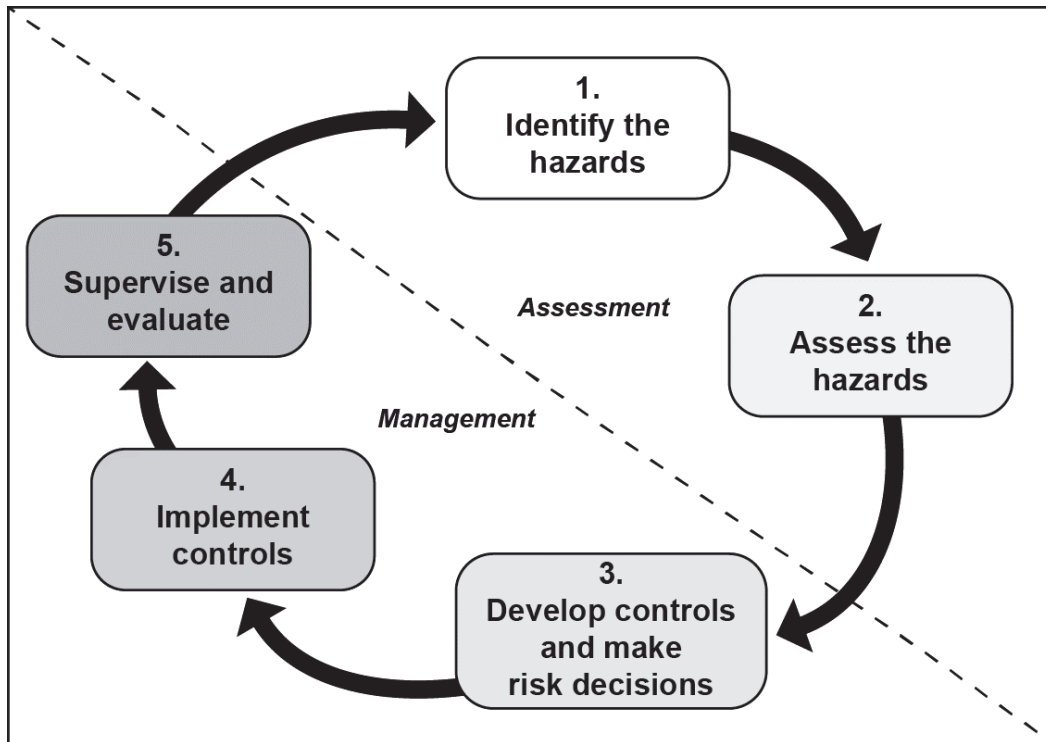 1.
Identify the
hazards
Assessment
2.
Assess the
hazards
3.
Develop controls
and make
risk decisions
Management
4.
Implement
controls
5.
Supervise and
evaluate